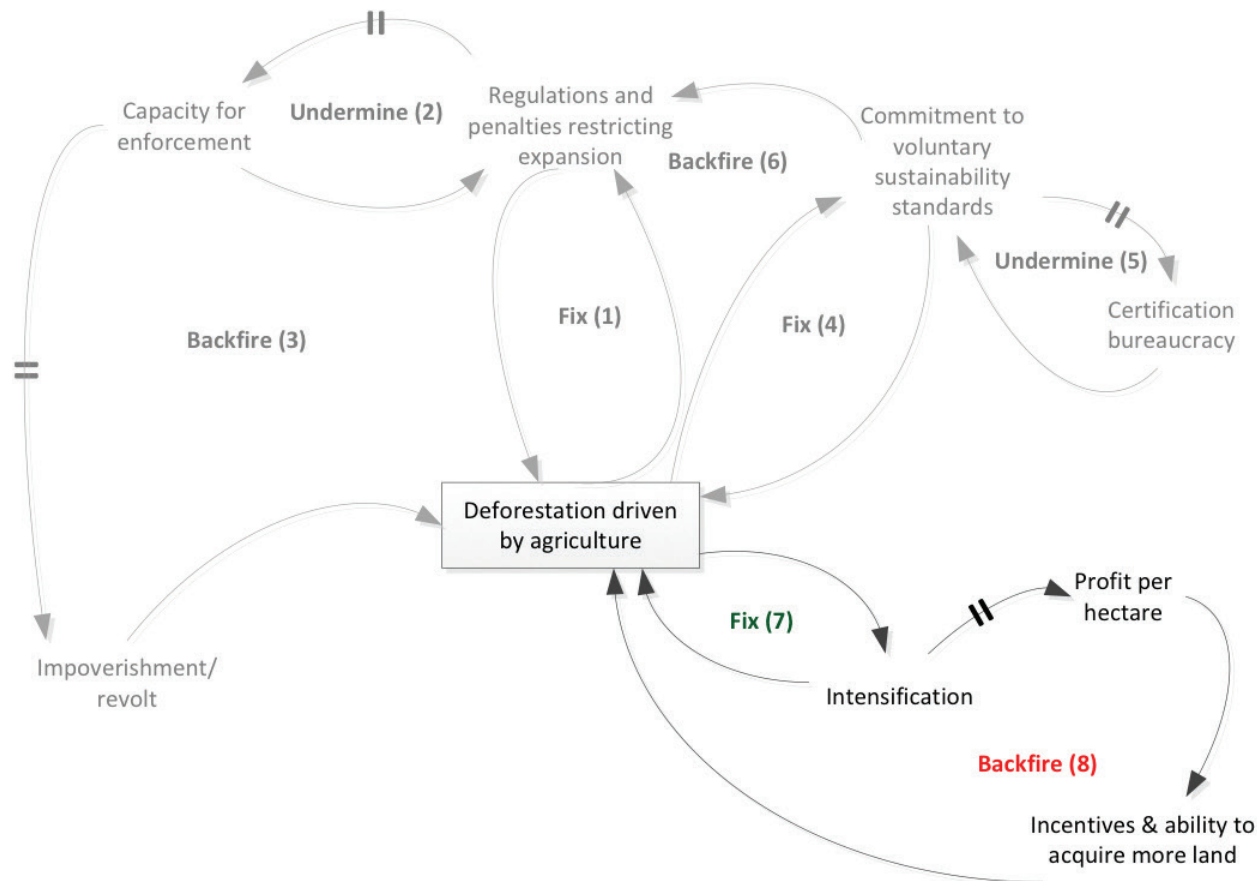 Capacity for
enforcement
Undermine (2)
Regulations and
penalties restricting
expansion
Backfire (6)
Commitment to
voluntary
sustainability
standards
Undermine (5)
Certification
bureaucracy
Backfire (3)
Fix (1)
Fix (4)
Deforestation driven
by agriculture
Impoverishment/
revolt
Fix (7)
Profit per
hectare
Intensification
Backfire (8)
Incentives & ability to
acquire more land